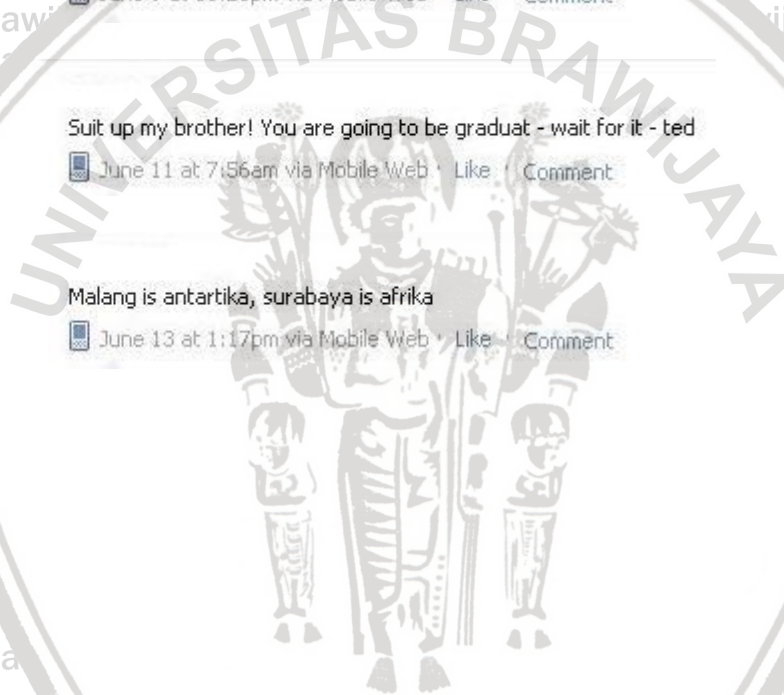 UNIVERSITAS BRAWIJAYA
Suit up my brother! You are going to be graduat - wait for it - ted
June 11 at 7:56am via Mobile Web · Like · Comment
Malang is antartika, surabaya is afrika
June 13 at 1:17pm via Mobile Web · Like · Comment